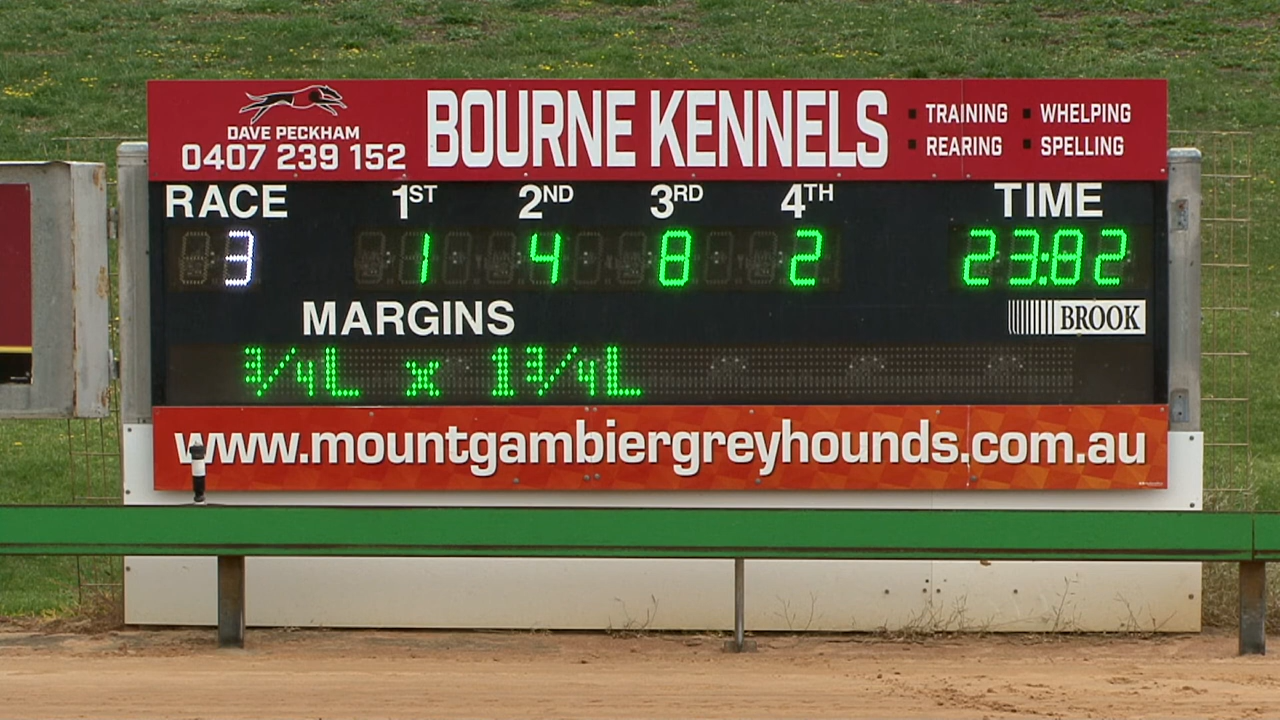 DAVE PECKHAM
0407 239 152
BOURNE KENNELS
TRAINING WHELPING
REARING SPELLING
RACE 1ST 2ND 3RD 4TH TIME
3 1 4 8 2 23:82
MARGINS
BROOK
3/4L x 1 3/4L
www.mountgambiergreyhounds.com.au